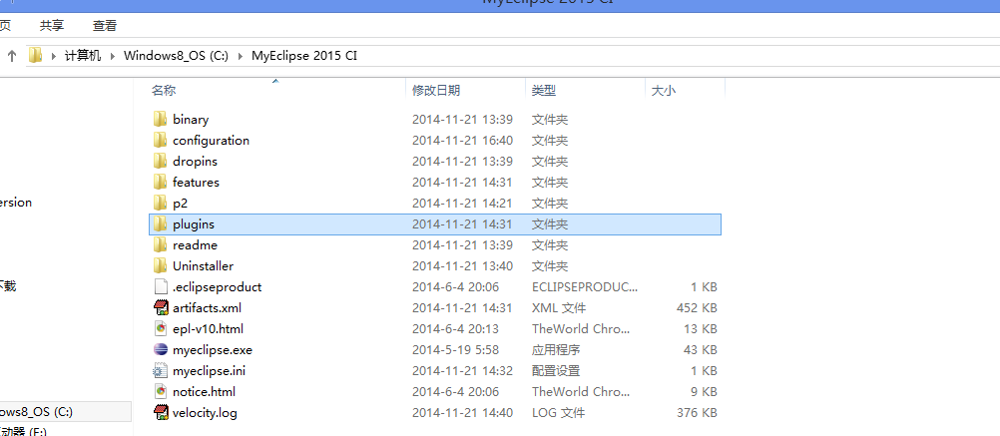 MyEclipse 2015 CI
页 共享 查看
计算机 Windows8_OS (C:) MyEclipse 2015 CI
名称 修改日期 类型 大小
binary 2014-11-21 13:39 文件夹
configuration 2014-11-21 16:40 文件夹
dropins 2014-11-21 13:39 文件夹
features 2014-11-21 14:31 文件夹
ersion p2 2014-11-21 14:21 文件夹
plugins 2014-11-21 14:31 文件夹
readme 2014-11-21 13:39 文件夹
Uninstaller 2014-11-21 13:40 文件夹
下载 .eclipseproduct 2014-6-4 20:06 ECLIPSEPRODUC... 1 KB
artifacts.xml 2014-11-21 14:31 XML 文件 452 KB
epl-v10.html 2014-6-4 20:13 TheWorld Chro... 13 KB
myeclipse.exe 2014-5-19 5:58 应用程序 43 KB
myeclipse.ini 2014-11-21 14:32 配置设置 1 KB
notice.html 2014-6-4 20:06 TheWorld Chro... 9 KB
ows8_OS (C:) velocity.log 2014-11-21 14:40 LOG 文件 376 KB
动器 (E:)